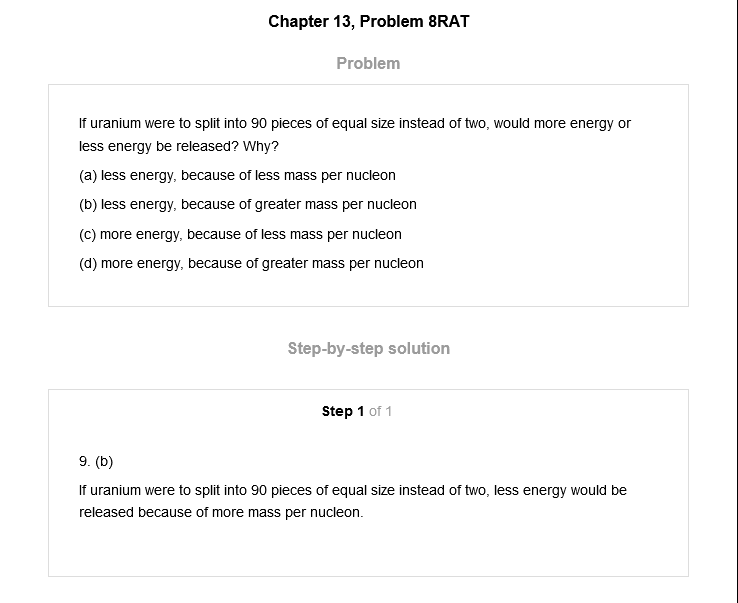 Chapter 13, Problem 8RAT
Problem
If uranium were to split into 90 pieces of equal size instead of two, would more energy or
less energy be released? Why?
(a) less energy, because of less mass per nucleon
(b) less energy, because of greater mass per nucleon
(c) more energy, because of less mass per nucleon
(d) more energy, because of greater mass per nucleon
Step-by-step solution
Step 1 of 1
9. (b)
If uranium were to split into 90 pieces of equal size instead of two, less energy would be
released because of more mass per nucleon.